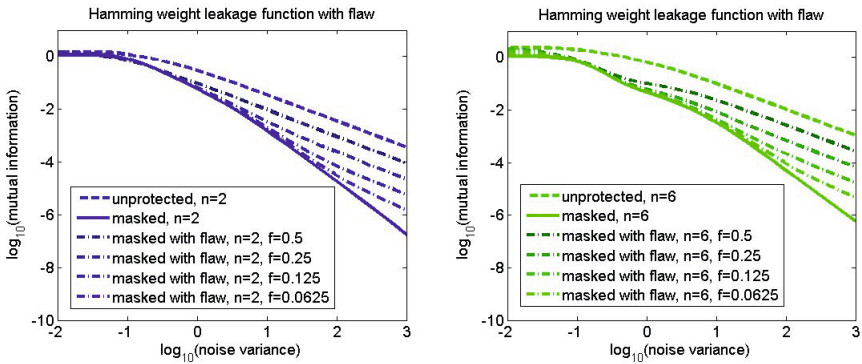 Hamming weight leakage function with flaw
0
-2
-4
-6
-8
-10
log10(mutual information)
unprotected, n=2
masked, n=2
masked with flaw, n=2, f=0.5
masked with flaw, n=2, f=0.25
masked with flaw, n=2, f=0.125
masked with flaw, n=2, f=0.0625
-2 -1 0 1 2 3
log10(noise variance)
Hamming weight leakage function with flaw
0
-2
-4
-6
-8
-10
log10(mutual information)
unprotected, n=6
masked, n=6
masked with flaw, n=6, f=0.5
masked with flaw, n=6, f=0.25
masked with flaw, n=6, f=0.125
masked with flaw, n=6, f=0.0625
-2 -1 0 1 2 3
log10(noise variance)